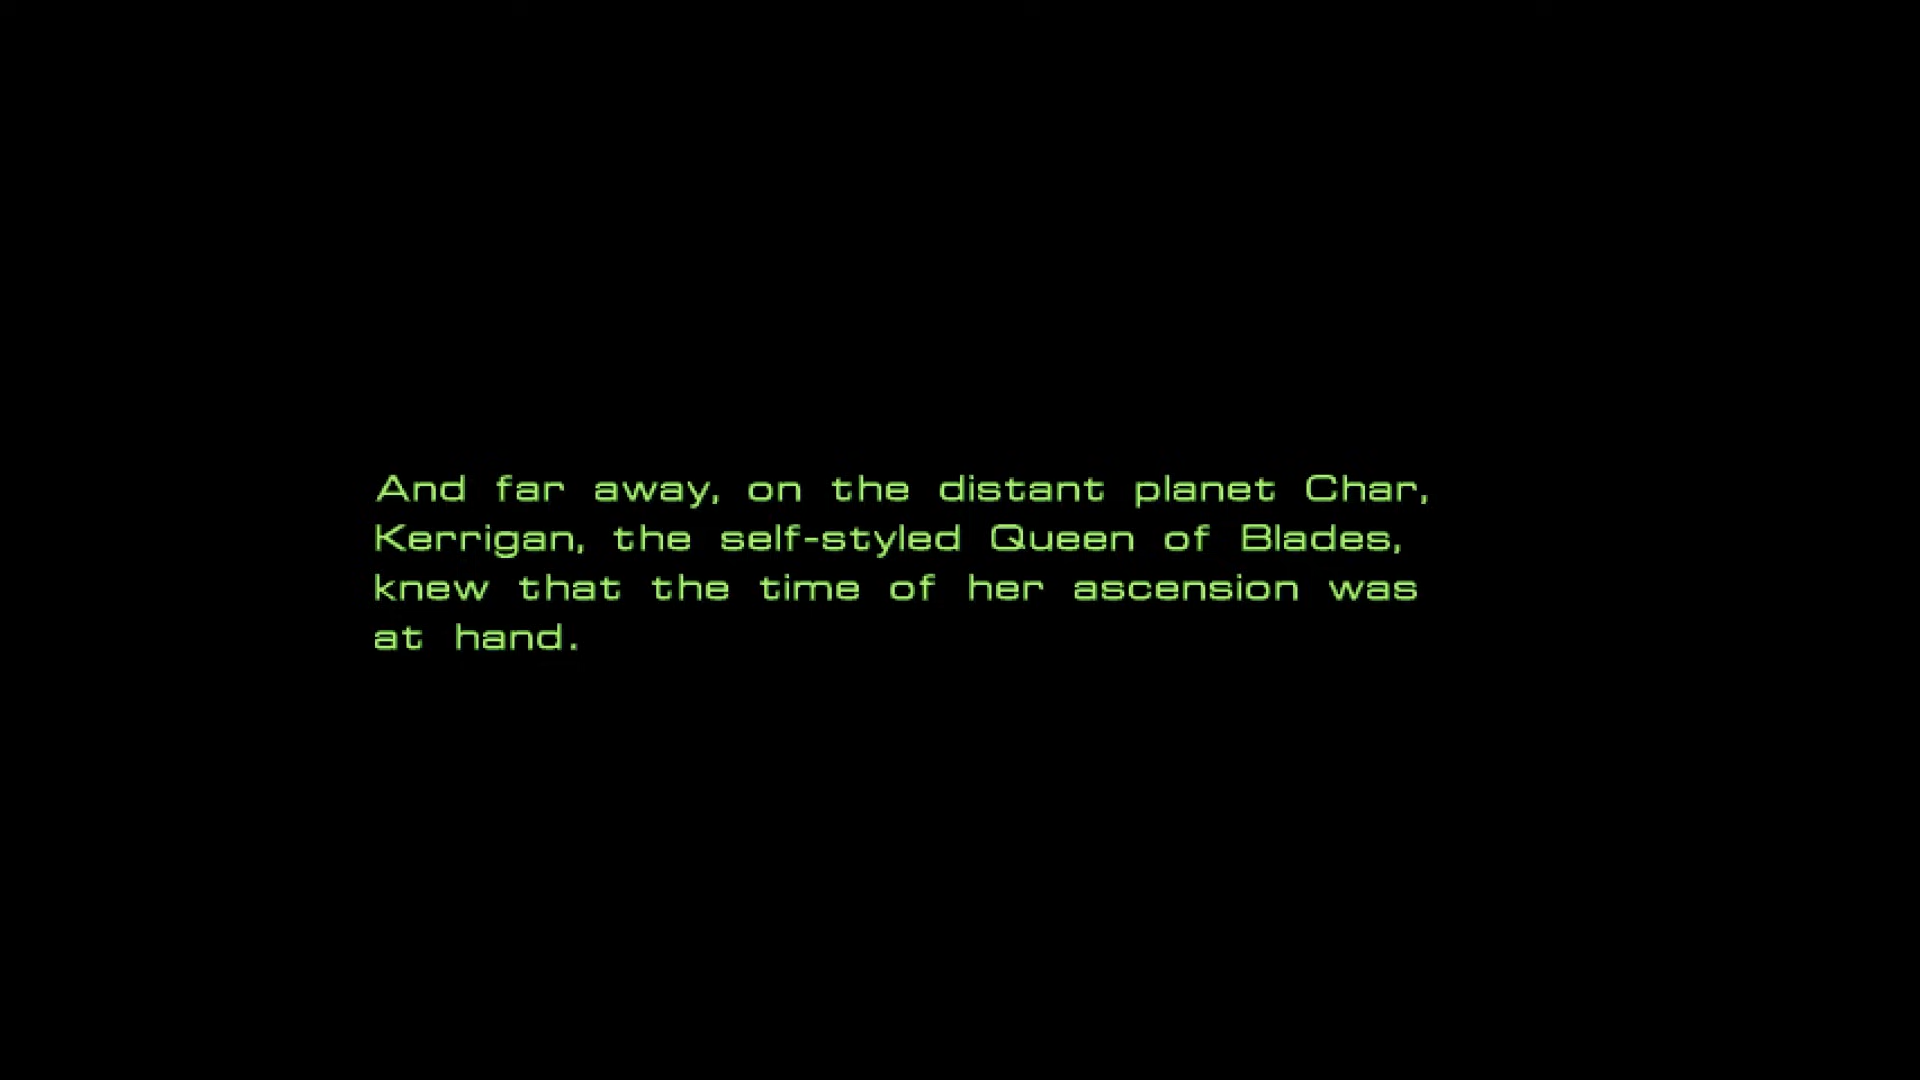 And far away, on the distant planet Char,
Kerrigan, the self-styled Queen of Blades,
knew that the time of her ascension was
at hand.